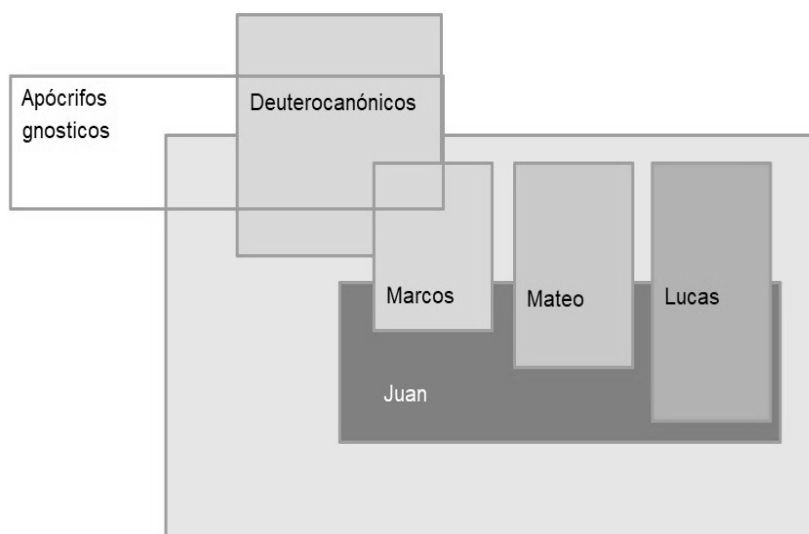 Apócrifos
gnosticos
Deuterocanónicos
Marcos
Mateo
Lucas
Juan